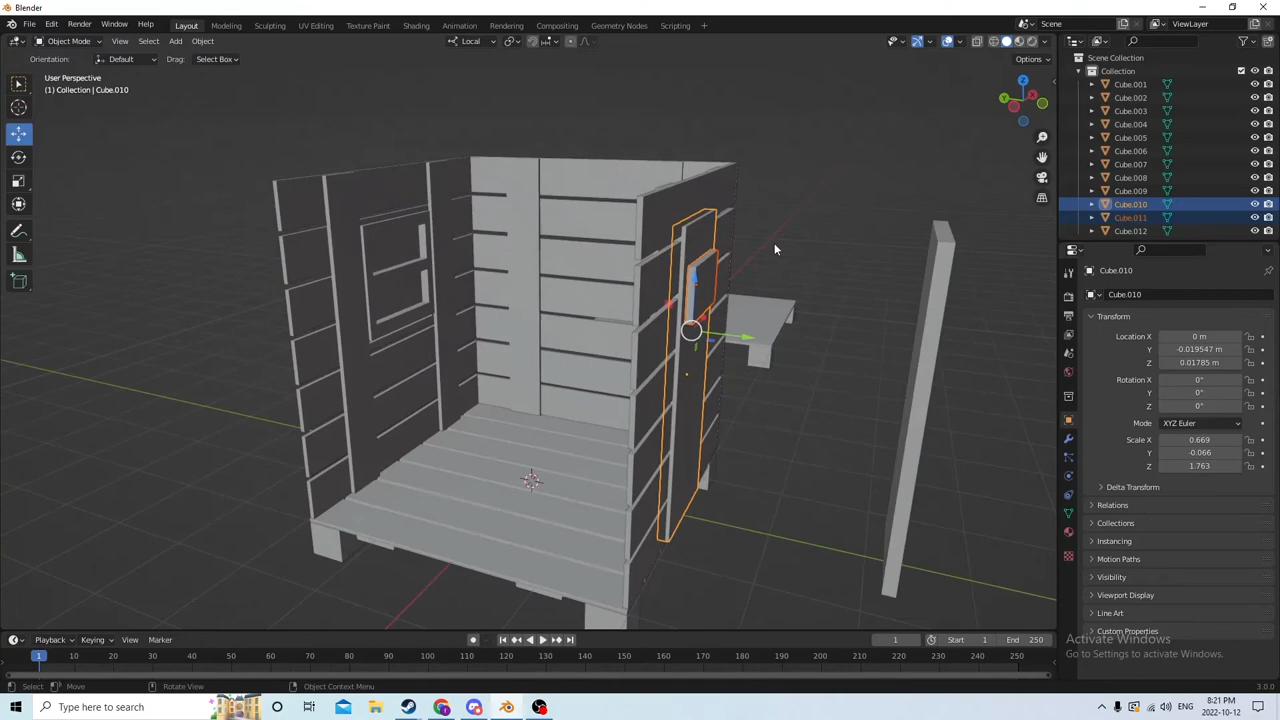 Blender
File Edit Render Window Help Layout Modeling Sculpting UV Editing Texture Paint Shading Animation Rendering Compositing Geometry Nodes Scripting + Scene ViewLayer
Object Mode View Select Add Object Local
Orientation: Default Drag: Select Box Options
User Perspective
(1) Collection | Cube.010
Z
X
Y
Scene Collection
Collection
Cube.001
Cube.002
Cube.003
Cube.004
Cube.005
Cube.006
Cube.007
Cube.008
Cube.009
Cube.010
Cube.011
Cube.012
Cube.010
Cube.010
Transform
Location X 0 m
Y -0.019547 m
Z 0.01785 m
Rotation X 0°
Y 0°
Z 0°
Mode XYZ Euler
Scale X 0.669
Y -0.066
Z 1.763
Delta Transform
Relations
Collections
Instancing
Motion Paths
Visibility
Viewport Display
Line Art
Custom Properties
Activate Windows
Go to Settings to activate Windows.
Playback Keying View Marker 1 Start 1 End 250
1 10 20 30 40 50 60 70 80 90 100 110 120 130 140 150 160 170 180 190 200 210 220 230 240 250
Select Move Rotate View Object Context Menu 3.0.0
Type here to search
ENG
8:21 PM
2022-10-12